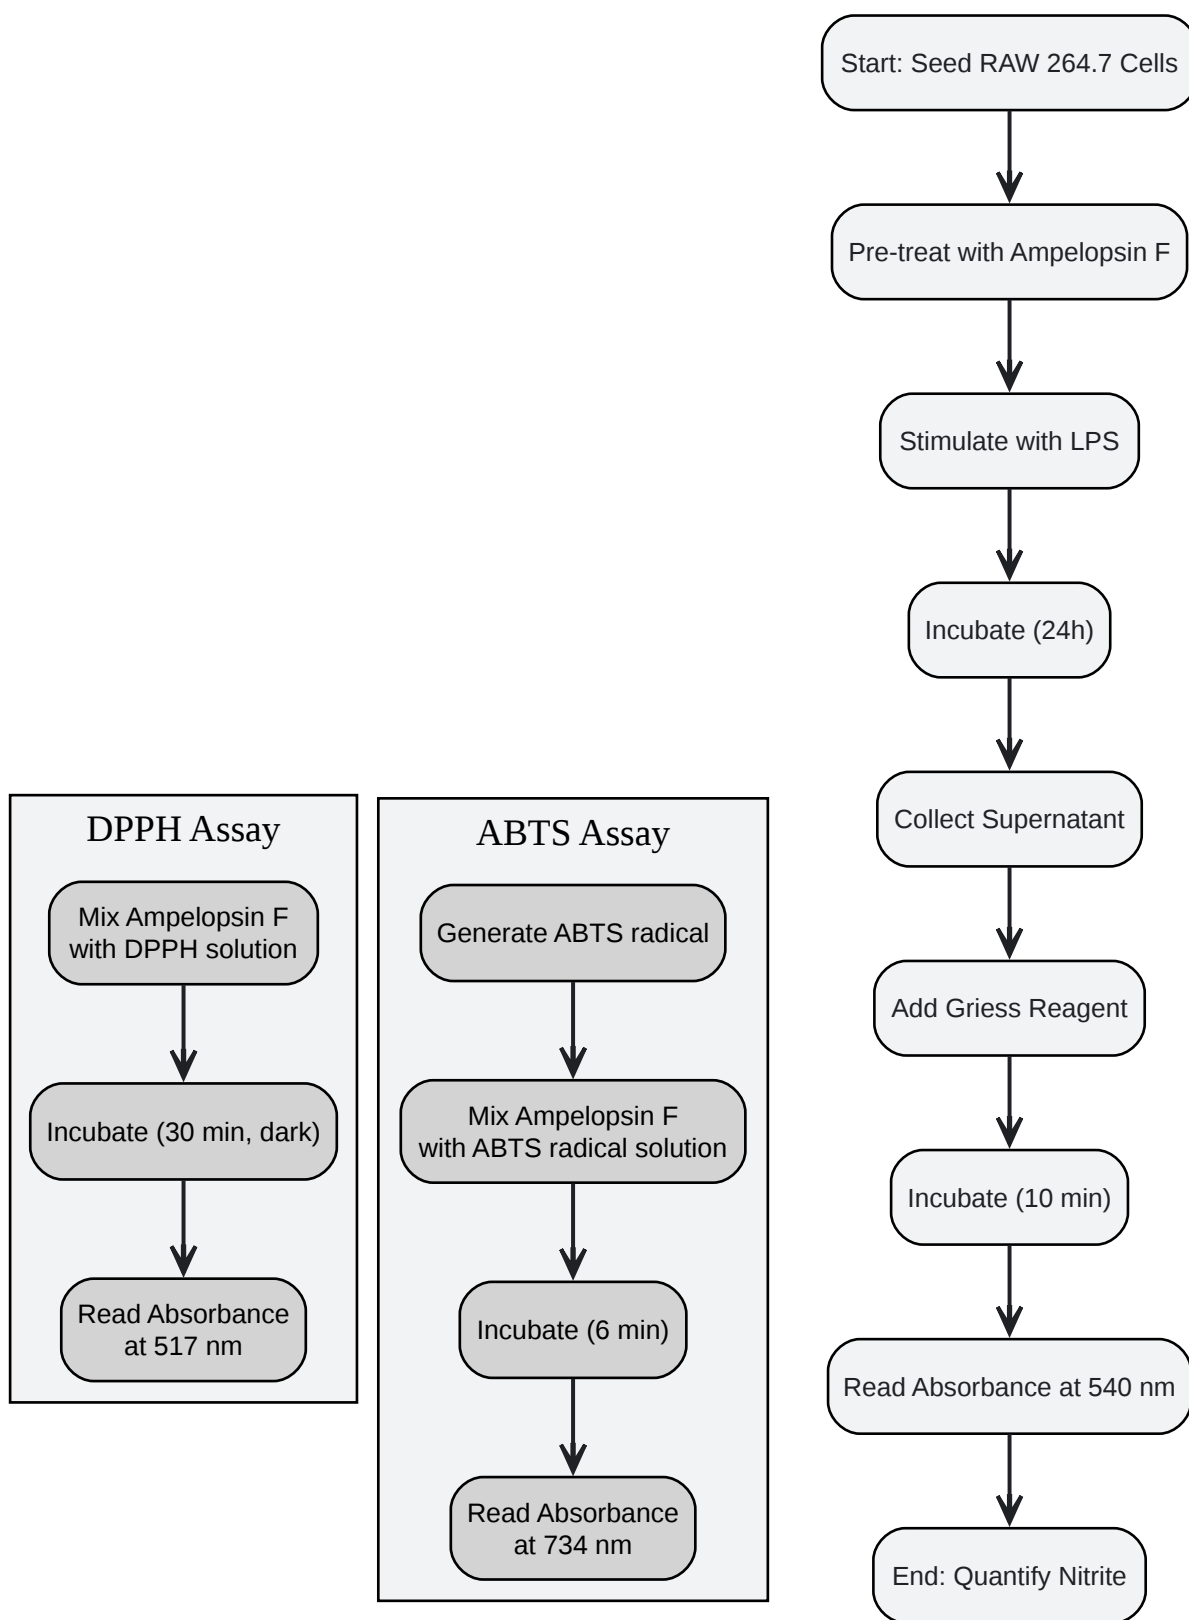 DPPH Assay
Mix Ampelopsin F
with DPPH solution
Incubate (30 min, dark)
Read Absorbance
at 517 nm
ABTS Assay
Generate ABTS radical
Mix Ampelopsin F
with ABTS radical solution
Incubate (6 min)
Read Absorbance
at 734 nm
Start: Seed RAW 264.7 Cells
Pre-treat with Ampelopsin F
Stimulate with LPS
Incubate (24h)
Collect Supernatant
Add Griess Reagent
Incubate (10 min)
Read Absorbance at 540 nm
End: Quantify Nitrite